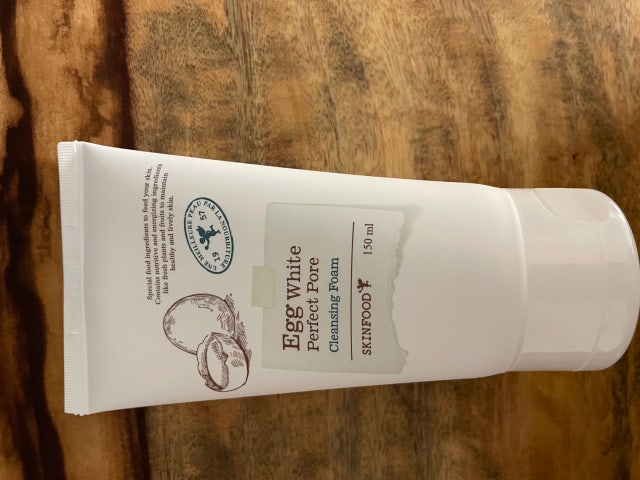 Special food ingredients to feed your skin.
Contains nutritive and energizing ingredients
like fresh plants and fruits to maintain
healthy and lively skin.
UNE MEILLEURE PEAU PAR LA NOURRITURE
19 57
Egg White
Perfect Pore
Cleansing Foam
SKINFOOD
150 ml